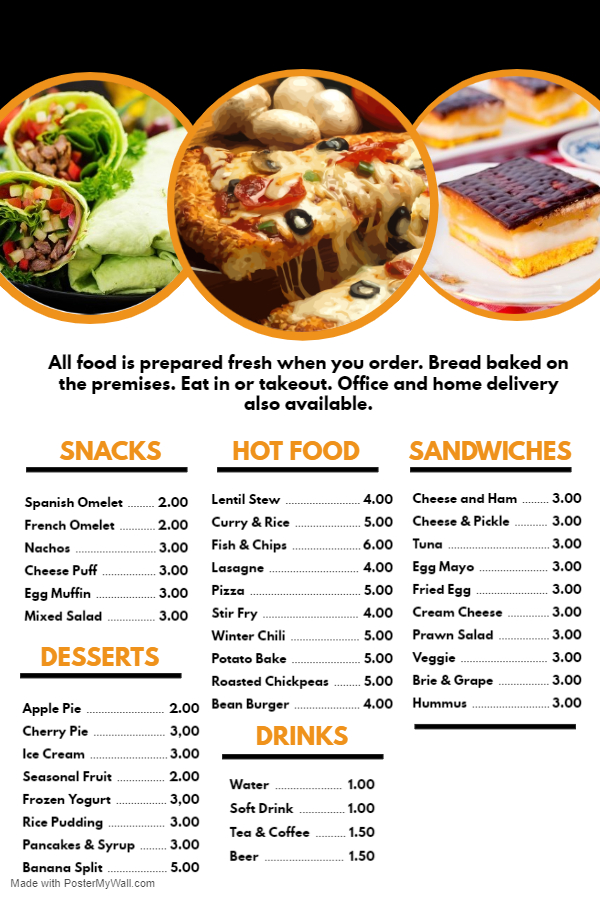 All food is prepared fresh when you order. Bread baked on
the premises. Eat in or takeout. Office and home delivery
also available.
SNACKS
Spanish Omelet ........ 2.00
French Omelet ........... 2.00
Nachos ........................ 3.00
Cheese Puff ................ 3.00
Egg Muffin .................. 3.00
Mixed Salad ................ 3.00
DESSERTS
Apple Pie ....................... 2.00
Cherry Pie ..................... 3,00
Ice Cream ...................... 3.00
Seasonal Fruit ............... 2.00
Frozen Yogurt ............... 3,00
Rice Pudding ................. 3.00
Pancakes & Syrup ........ 3.00
Banana Split .................. 5.00
HOT FOOD
Lentil Stew ...................... 4.00
Curry & Rice .................... 5.00
Fish & Chips .................... 6.00
Lasagne ........................... 4.00
Pizza ................................ 5.00
Stir Fry ............................. 4.00
Winter Chili ..................... 5.00
Potato Bake ..................... 5.00
Roasted Chickpeas ........ 5.00
Bean Burger .................... 4.00
DRINKS
Water .................... 1.00
Soft Drink .............. 1.00
Tea & Coffee ......... 1.50
Beer ....................... 1.50
SANDWICHES
Cheese and Ham ........ 3.00
Cheese & Pickle .......... 3.00
Tuna .............................. 3.00
Egg Mayo ..................... 3.00
Fried Egg ...................... 3.00
Cream Cheese ............ 3.00
Prawn Salad ................ 3.00
Veggie .......................... 3.00
Brie & Grape ................ 3.00
Hummus ....................... 3.00
Made with PosterMyWall.com